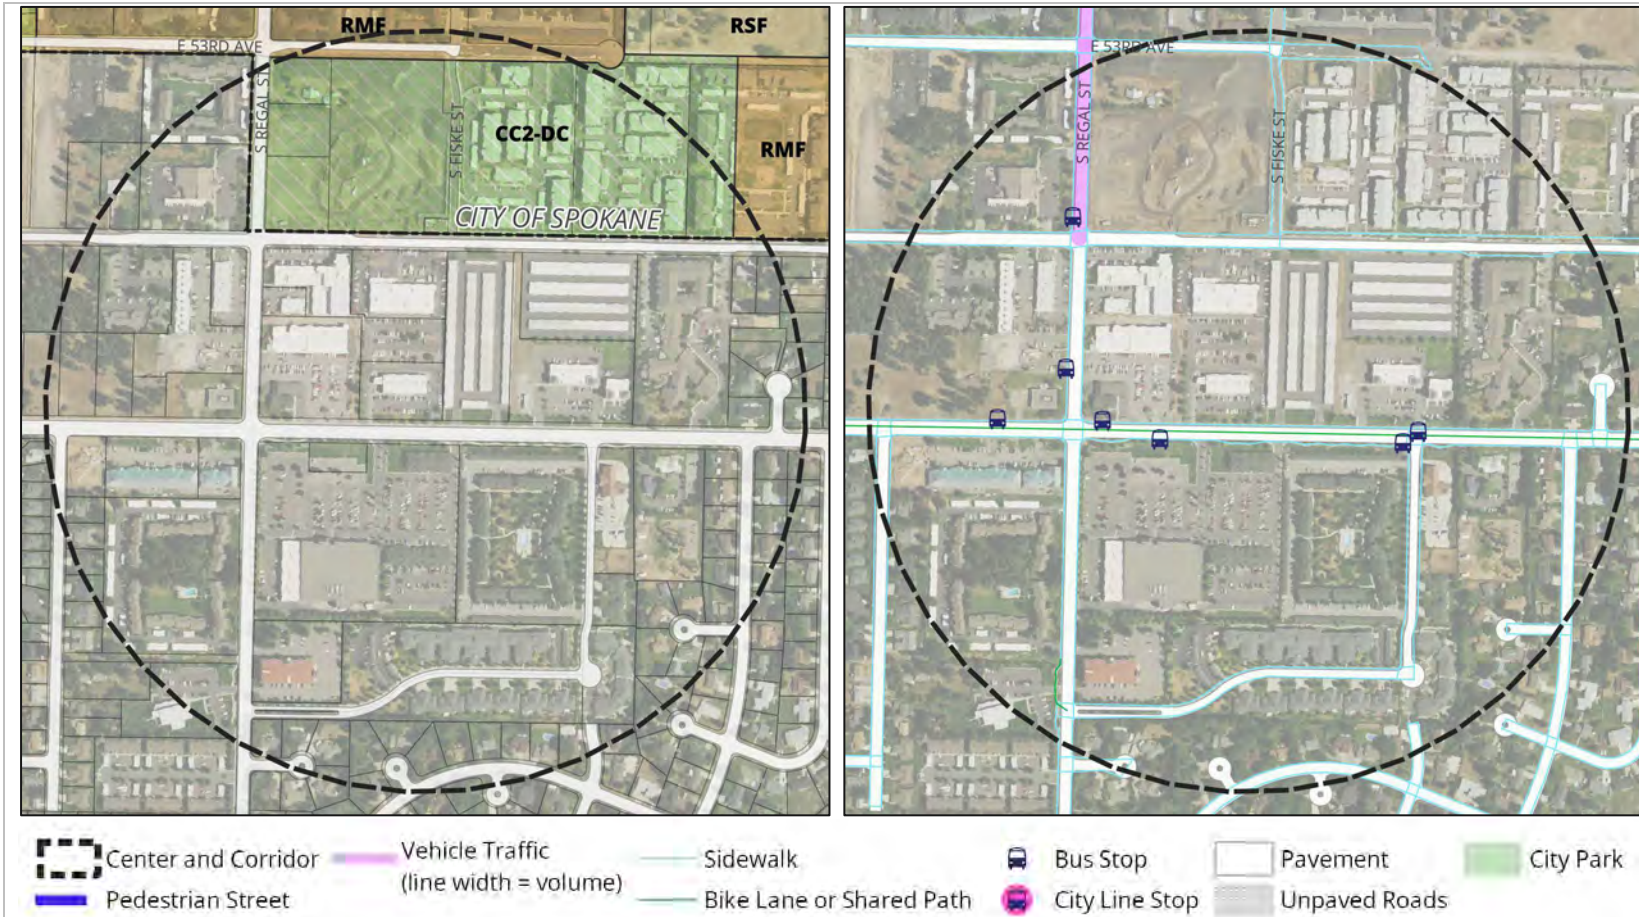 RMF
RSF
E 53RD AVE
S REGAL ST
S FISKE ST
CC2-DC
RMF
CITY OF SPOKANE
E 53RD AVE
S REGAL ST
S FISKE ST
Center and Corridor
Pedestrian Street
Vehicle Traffic
(line width = volume)
Sidewalk
Bike Lane or Shared Path
Bus Stop
City Line Stop
Pavement
Unpaved Roads
City Park